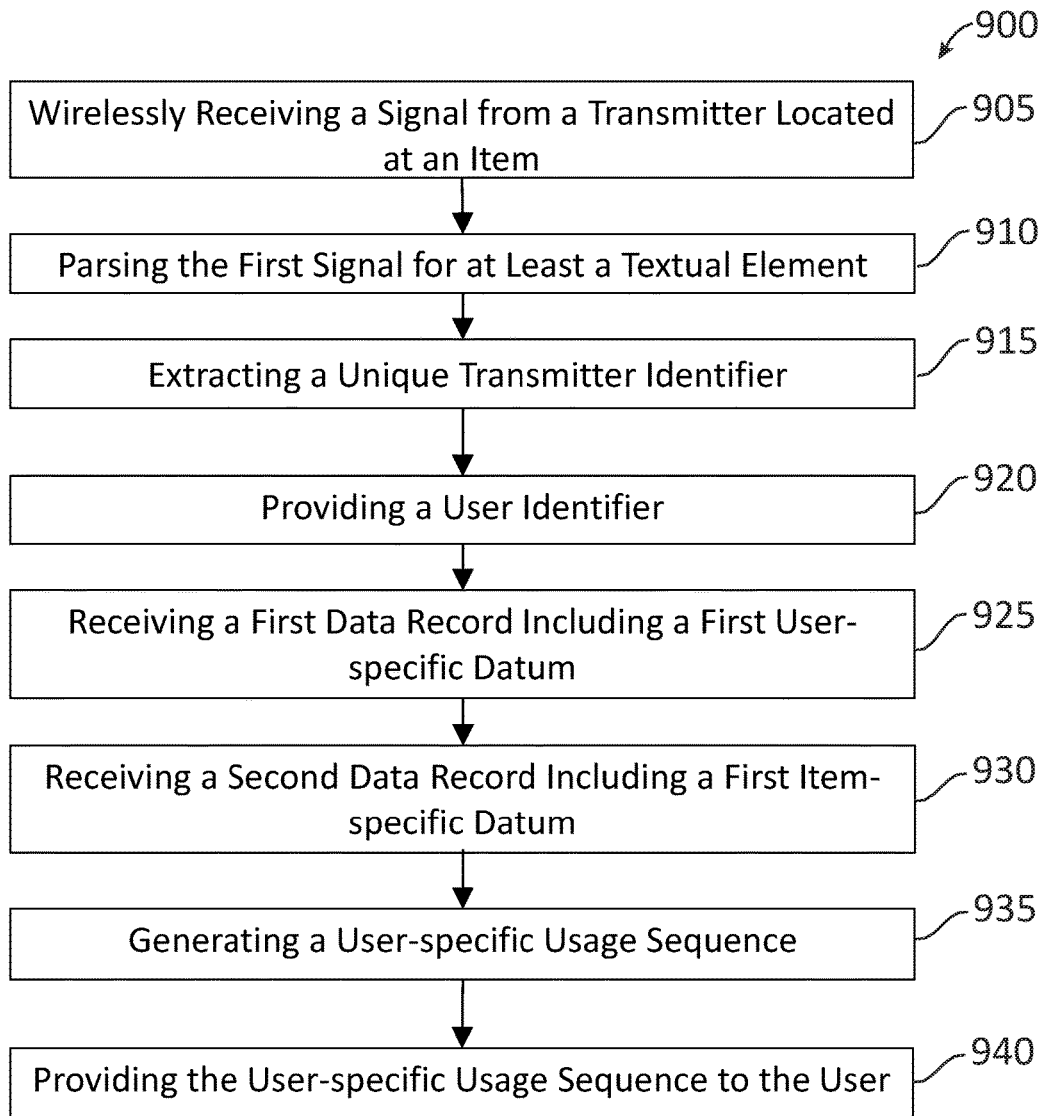 900
Wirelessly Receiving a Signal from a Transmitter Located
at an Item
905
Parsing the First Signal for at Least a Textual Element
910
Extracting a Unique Transmitter Identifier
915
Providing a User Identifier
920
Receiving a First Data Record Including a First User-
specific Datum
925
Receiving a Second Data Record Including a First Item-
specific Datum
930
Generating a User-specific Usage Sequence
935
Providing the User-specific Usage Sequence to the User
940